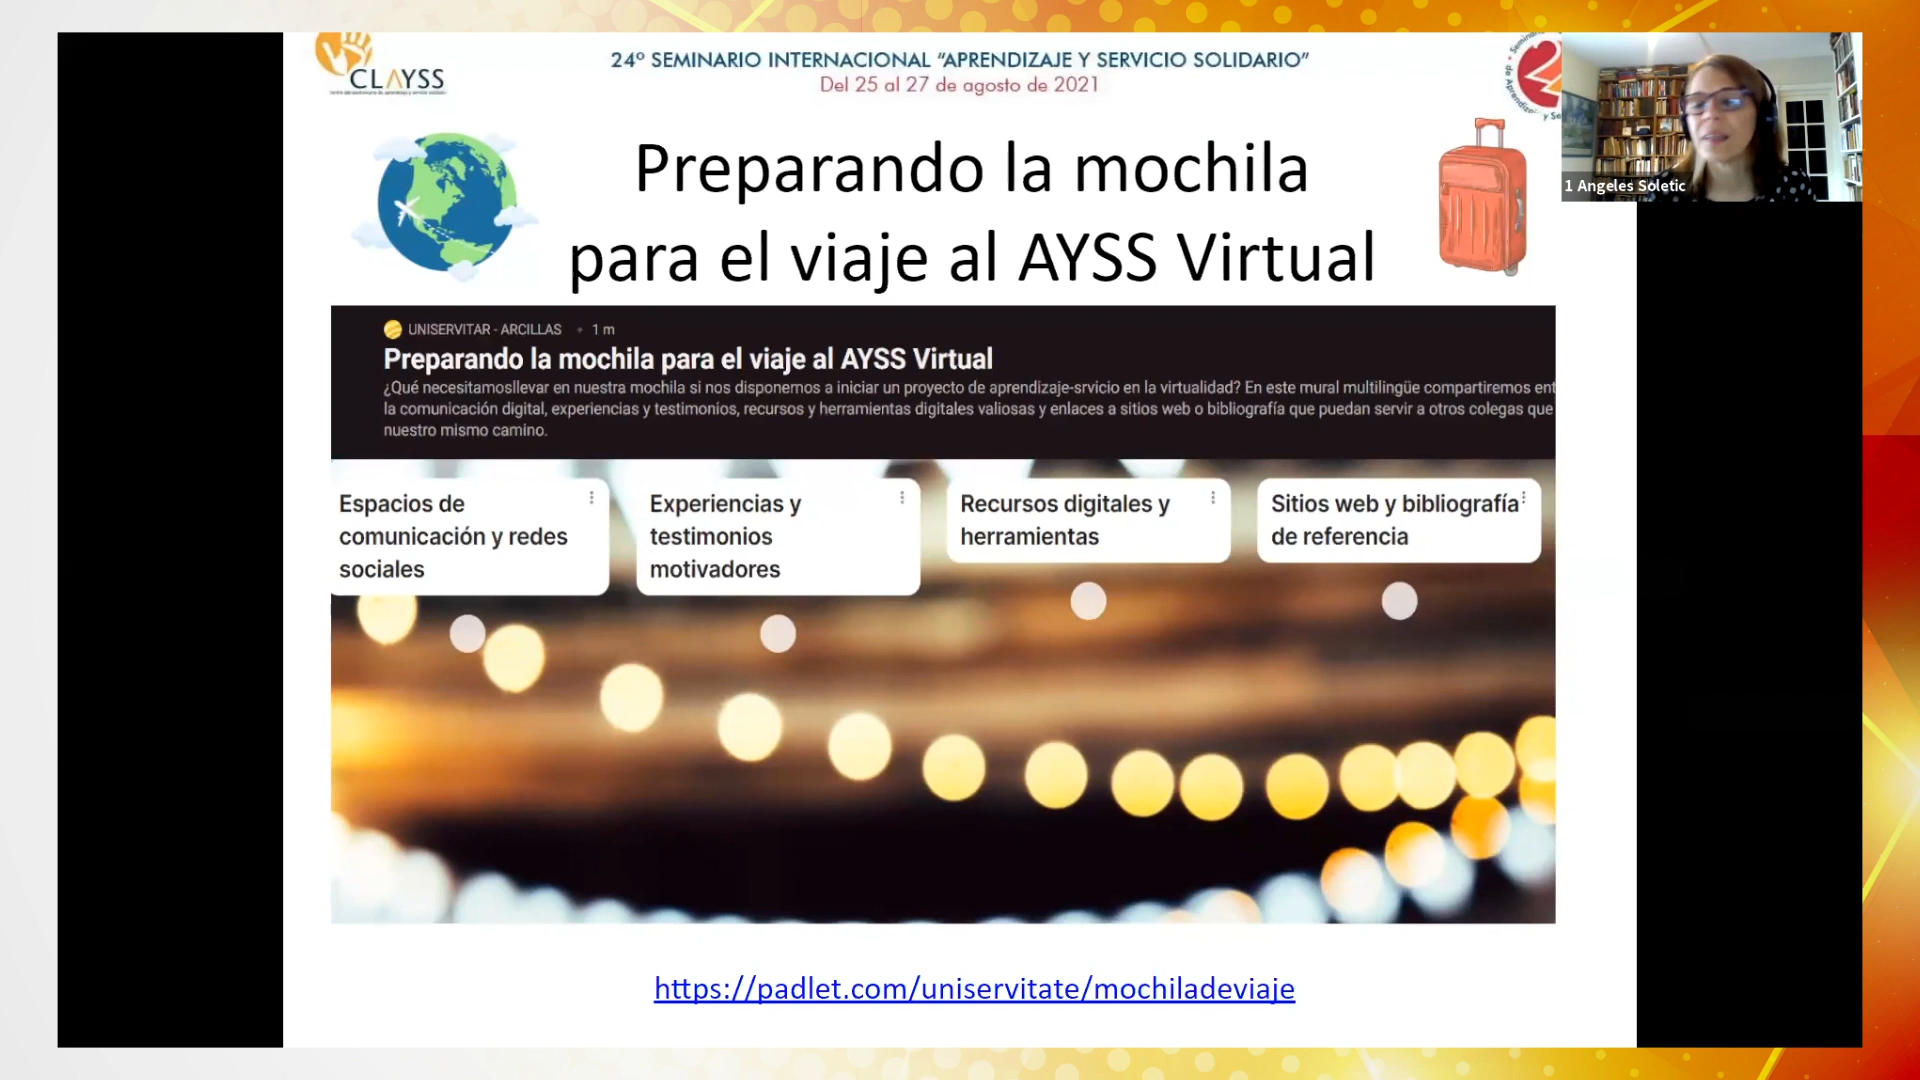 CLAYSS
24º SEMINARIO INTERNACIONAL “APRENDIZAJE Y SERVICIO SOLIDARIO”
Del 25 al 27 de agosto de 2021
1 Angeles Soletic
Preparando la mochila
para el viaje al AYSS Virtual
UNISERVITAR - ARCILLAS • 1 m
Preparando la mochila para el viaje al AYSS Virtual
¿Qué necesitamosllevar en nuestra mochila si nos disponemos a iniciar un proyecto de aprendizaje-srvicio en la virtualidad? En este mural multilingüe compartiremos ent
la comunicación digital, experiencias y testimonios, recursos y herramientas digitales valiosas y enlaces a sitios web o bibliografía que puedan servir a otros colegas que
nuestro mismo camino.
Espacios de
comunicación y redes
sociales
Experiencias y
testimonios
motivadores
Recursos digitales y
herramientas
Sitios web y bibliografía
de referencia
https://padlet.com/uniservitate/mochiladeviaje